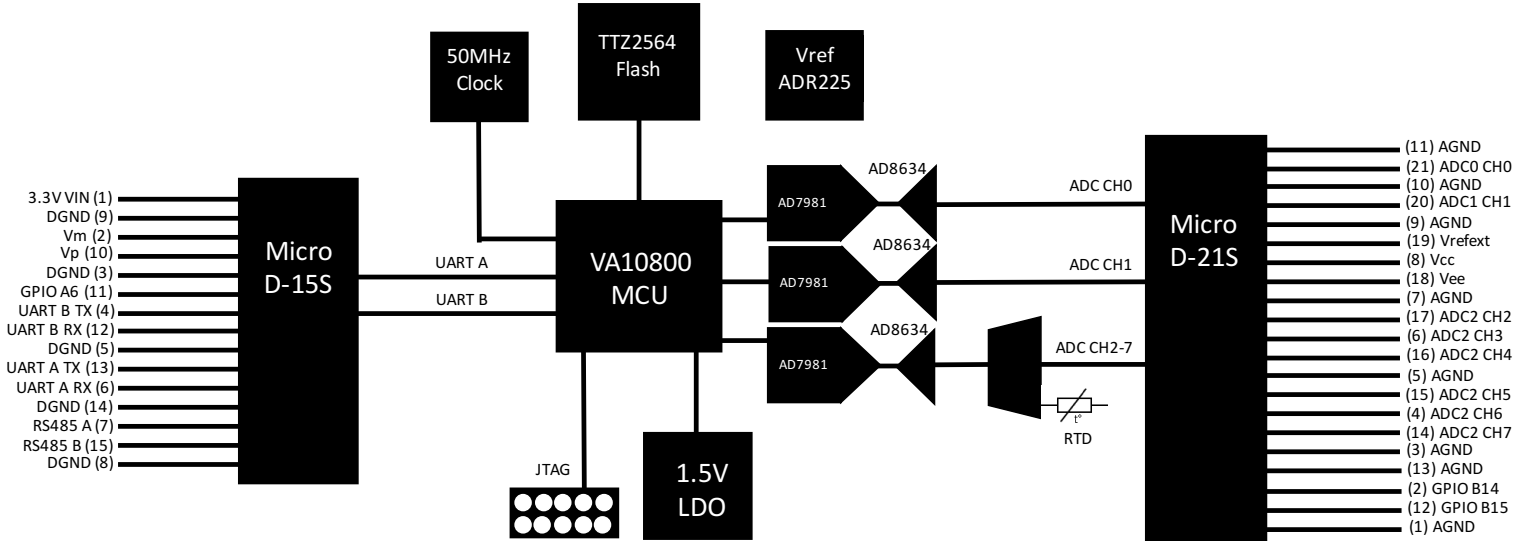 50MHz
Clock
TTZ2564
Flash
Vref
ADR225
3.3V VIN (1)
DGND (9)
Vm (2)
Vp (10)
DGND (3)
GPIO A6 (11)
UART B TX (4)
UART B RX (12)
DGND (5)
UART A TX (13)
UART A RX (6)
DGND (14)
RS485 A (7)
RS485 B (15)
DGND (8)
Micro
D-15S
UART A
UART B
VA10800
MCU
JTAG
1.5V
LDO
AD7981
AD8634
ADC CH0
AD7981
AD8634
ADC CH1
AD7981
AD8634
ADC CH2-7
t°
RTD
Micro
D-21S
(11) AGND
(21) ADC0 CH0
(10) AGND
(20) ADC1 CH1
(9) AGND
(19) Vrefext
(8) Vcc
(18) Vee
(7) AGND
(17) ADC2 CH2
(6) ADC2 CH3
(16) ADC2 CH4
(5) AGND
(15) ADC2 CH5
(4) ADC2 CH6
(14) ADC2 CH7
(3) AGND
(13) AGND
(2) GPIO B14
(12) GPIO B15
(1) AGND